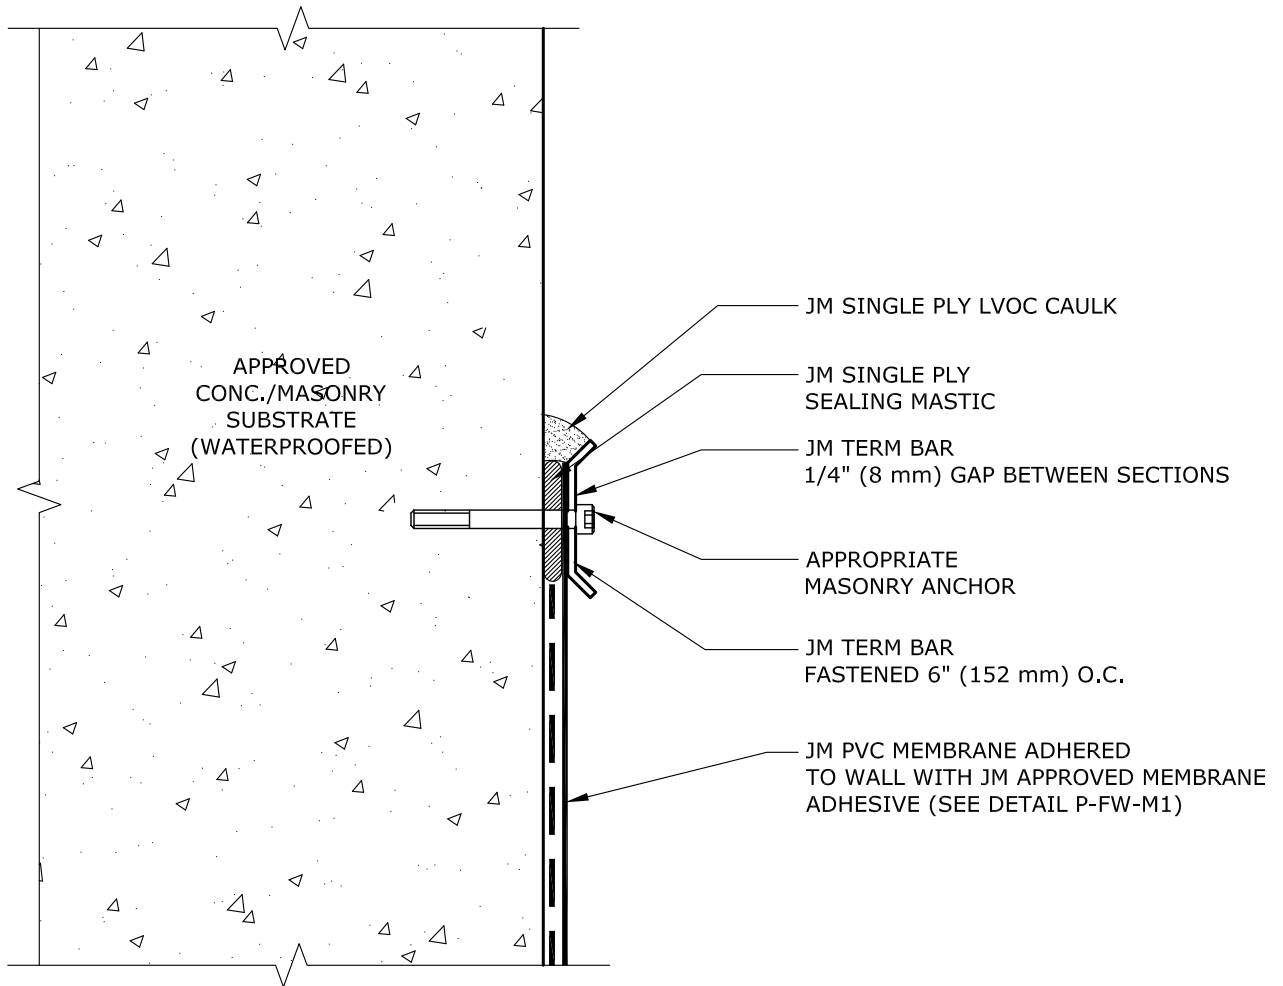 JM SINGLE PLY LVOC CAULK
APPROVED
CONC./MASONRY
SUBSTRATE
(WATERPROOFED)
JM SINGLE PLY
SEALING MASTIC
JM TERM BAR
1/4" (8 mm) GAP BETWEEN SECTIONS
APPROPRIATE
MASONRY ANCHOR
JM TERM BAR
FASTENED 6" (152 mm) O.C.
JM PVC MEMBRANE ADHERED
TO WALL WITH JM APPROVED MEMBRANE
ADHESIVE (SEE DETAIL P-FW-M1)